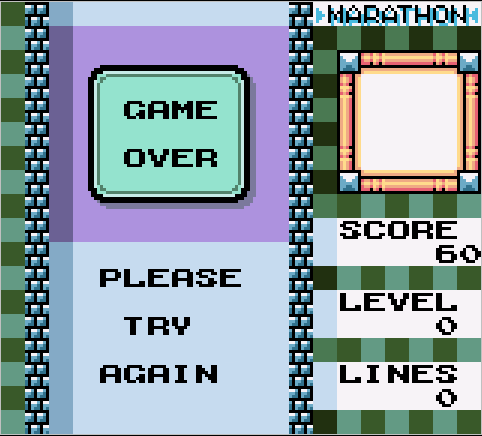 MARATHON
GAME
OVER
PLEASE
TRY
AGAIN
SCORE
60
LEVEL
0
LINES
0